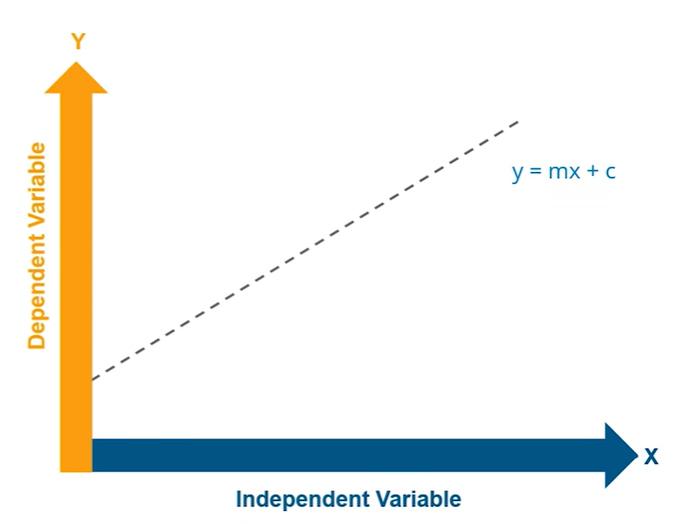 Y
Dependent Variable
y = mx + c
X
Independent Variable